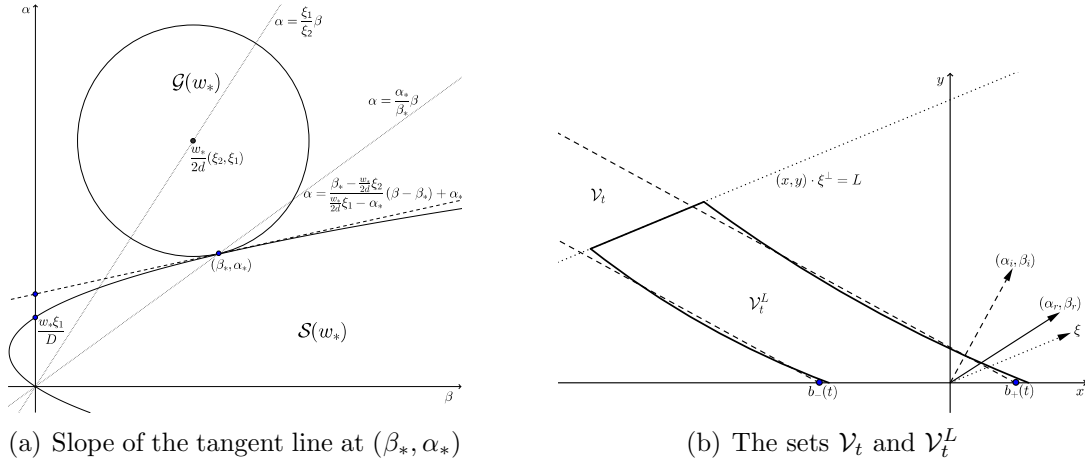 α
α = ξ₁/ξ₂ β
𝒢(w∗)
α = α∗/β∗ β
w∗/2d (ξ₂, ξ₁)
α = (β∗ − w∗/2d ξ₂)/(w∗/2d ξ₁ − α∗) (β − β∗) + α∗
(β∗, α∗)
w∗ξ₁/D
𝒮(w∗)
β
(a) Slope of the tangent line at (β∗, α∗)
y
(x, y) · ξ^⊥ = L
𝒱_t
(α_i, β_i)
𝒱_t^L
(α_r, β_r)
ξ
b₋(t)
b₊(t)
x
(b) The sets 𝒱_t and 𝒱_t^L